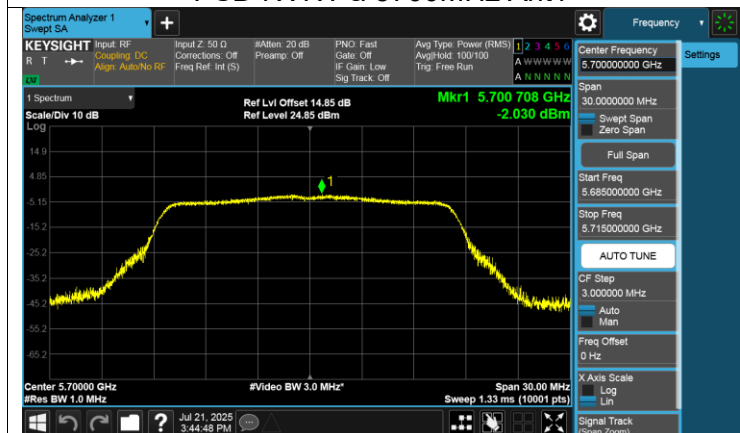 Spectrum Analyzer 1
Swept SA
Frequency
KEYSIGHT
R T
LXI
Input: RF
Coupling: DC
Align: Auto/No RF
Input Z: 50 Ω
Corrections: Off
Freq Ref: Int (S)
#Atten: 20 dB
Preamp: Off
PNO: Fast
Gate: Off
IF Gain: Low
Sig Track: Off
Avg Type: Power (RMS)
Avg|Hold: 100/100
Trig: Free Run
1 2 3 4 5 6
A W W W W W
A N N N N N
1 Spectrum
Scale/Div 10 dB
Log
Ref Lvl Offset 14.85 dB
Ref Level 24.85 dBm
Mkr1 5.700 708 GHz
-2.030 dBm
14.9
4.85
-5.15
-15.2
-25.2
-35.2
-45.2
-55.2
-65.2
1
Center 5.70000 GHz
#Res BW 1.0 MHz
#Video BW 3.0 MHz*
Span 30.00 MHz
Sweep 1.33 ms (10001 pts)
Jul 21, 2025
3:44:48 PM
Center Frequency
5.700000000 GHz
Settings
Span
30.0000000 MHz
Swept Span
Zero Span
Full Span
Start Freq
5.685000000 GHz
Stop Freq
5.715000000 GHz
AUTO TUNE
CF Step
3.000000 MHz
Auto
Man
Freq Offset
0 Hz
X Axis Scale
Log
Lin
Signal Track
(Span Zoom)